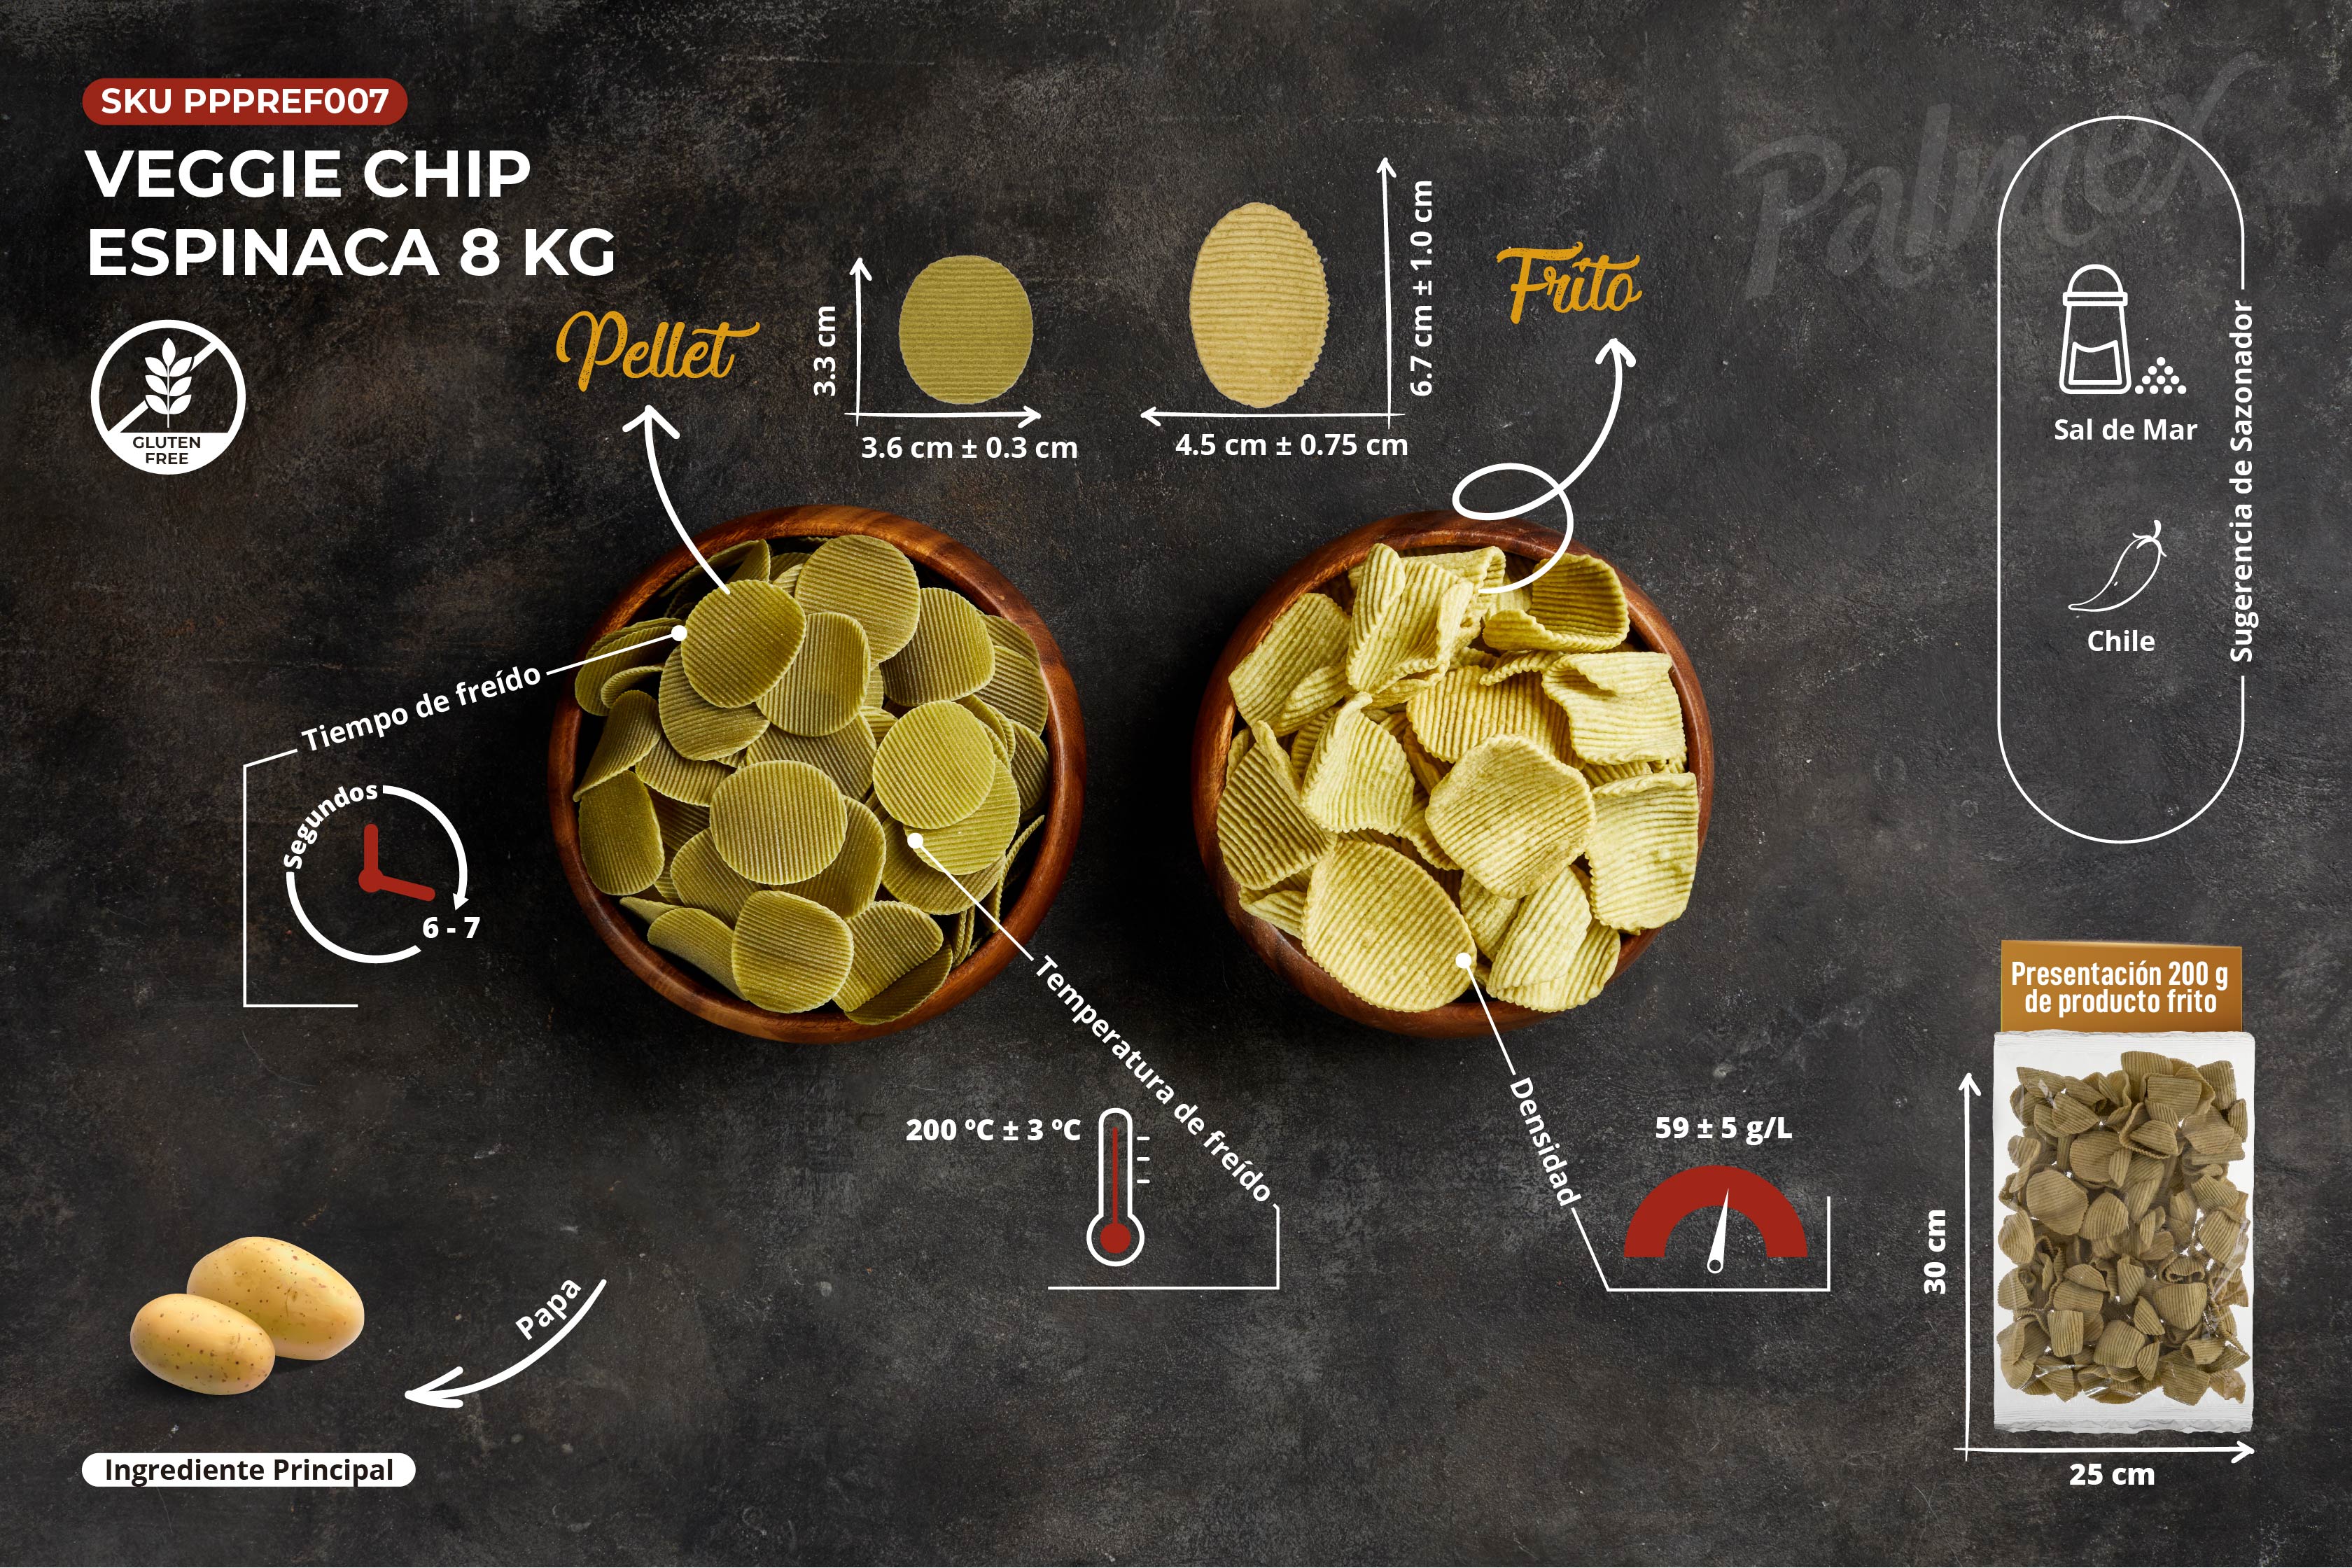 SKU PPPREF007
VEGGIE CHIP
ESPINACA 8 KG
GLUTEN
FREE
Pellet
3.3 cm
3.6 cm ± 0.3 cm
4.5 cm ± 0.75 cm
6.7 cm ± 1.0 cm
Frito
Palmex
Sal de Mar
Chile
Sugerencia de Sazonador
Tiempo de freído
Segundos
6 - 7
Temperatura de freído
200 ºC ± 3 ºC
Densidad
59 ± 5 g/L
Presentación 200 g
de producto frito
30 cm
25 cm
Papa
Ingrediente Principal